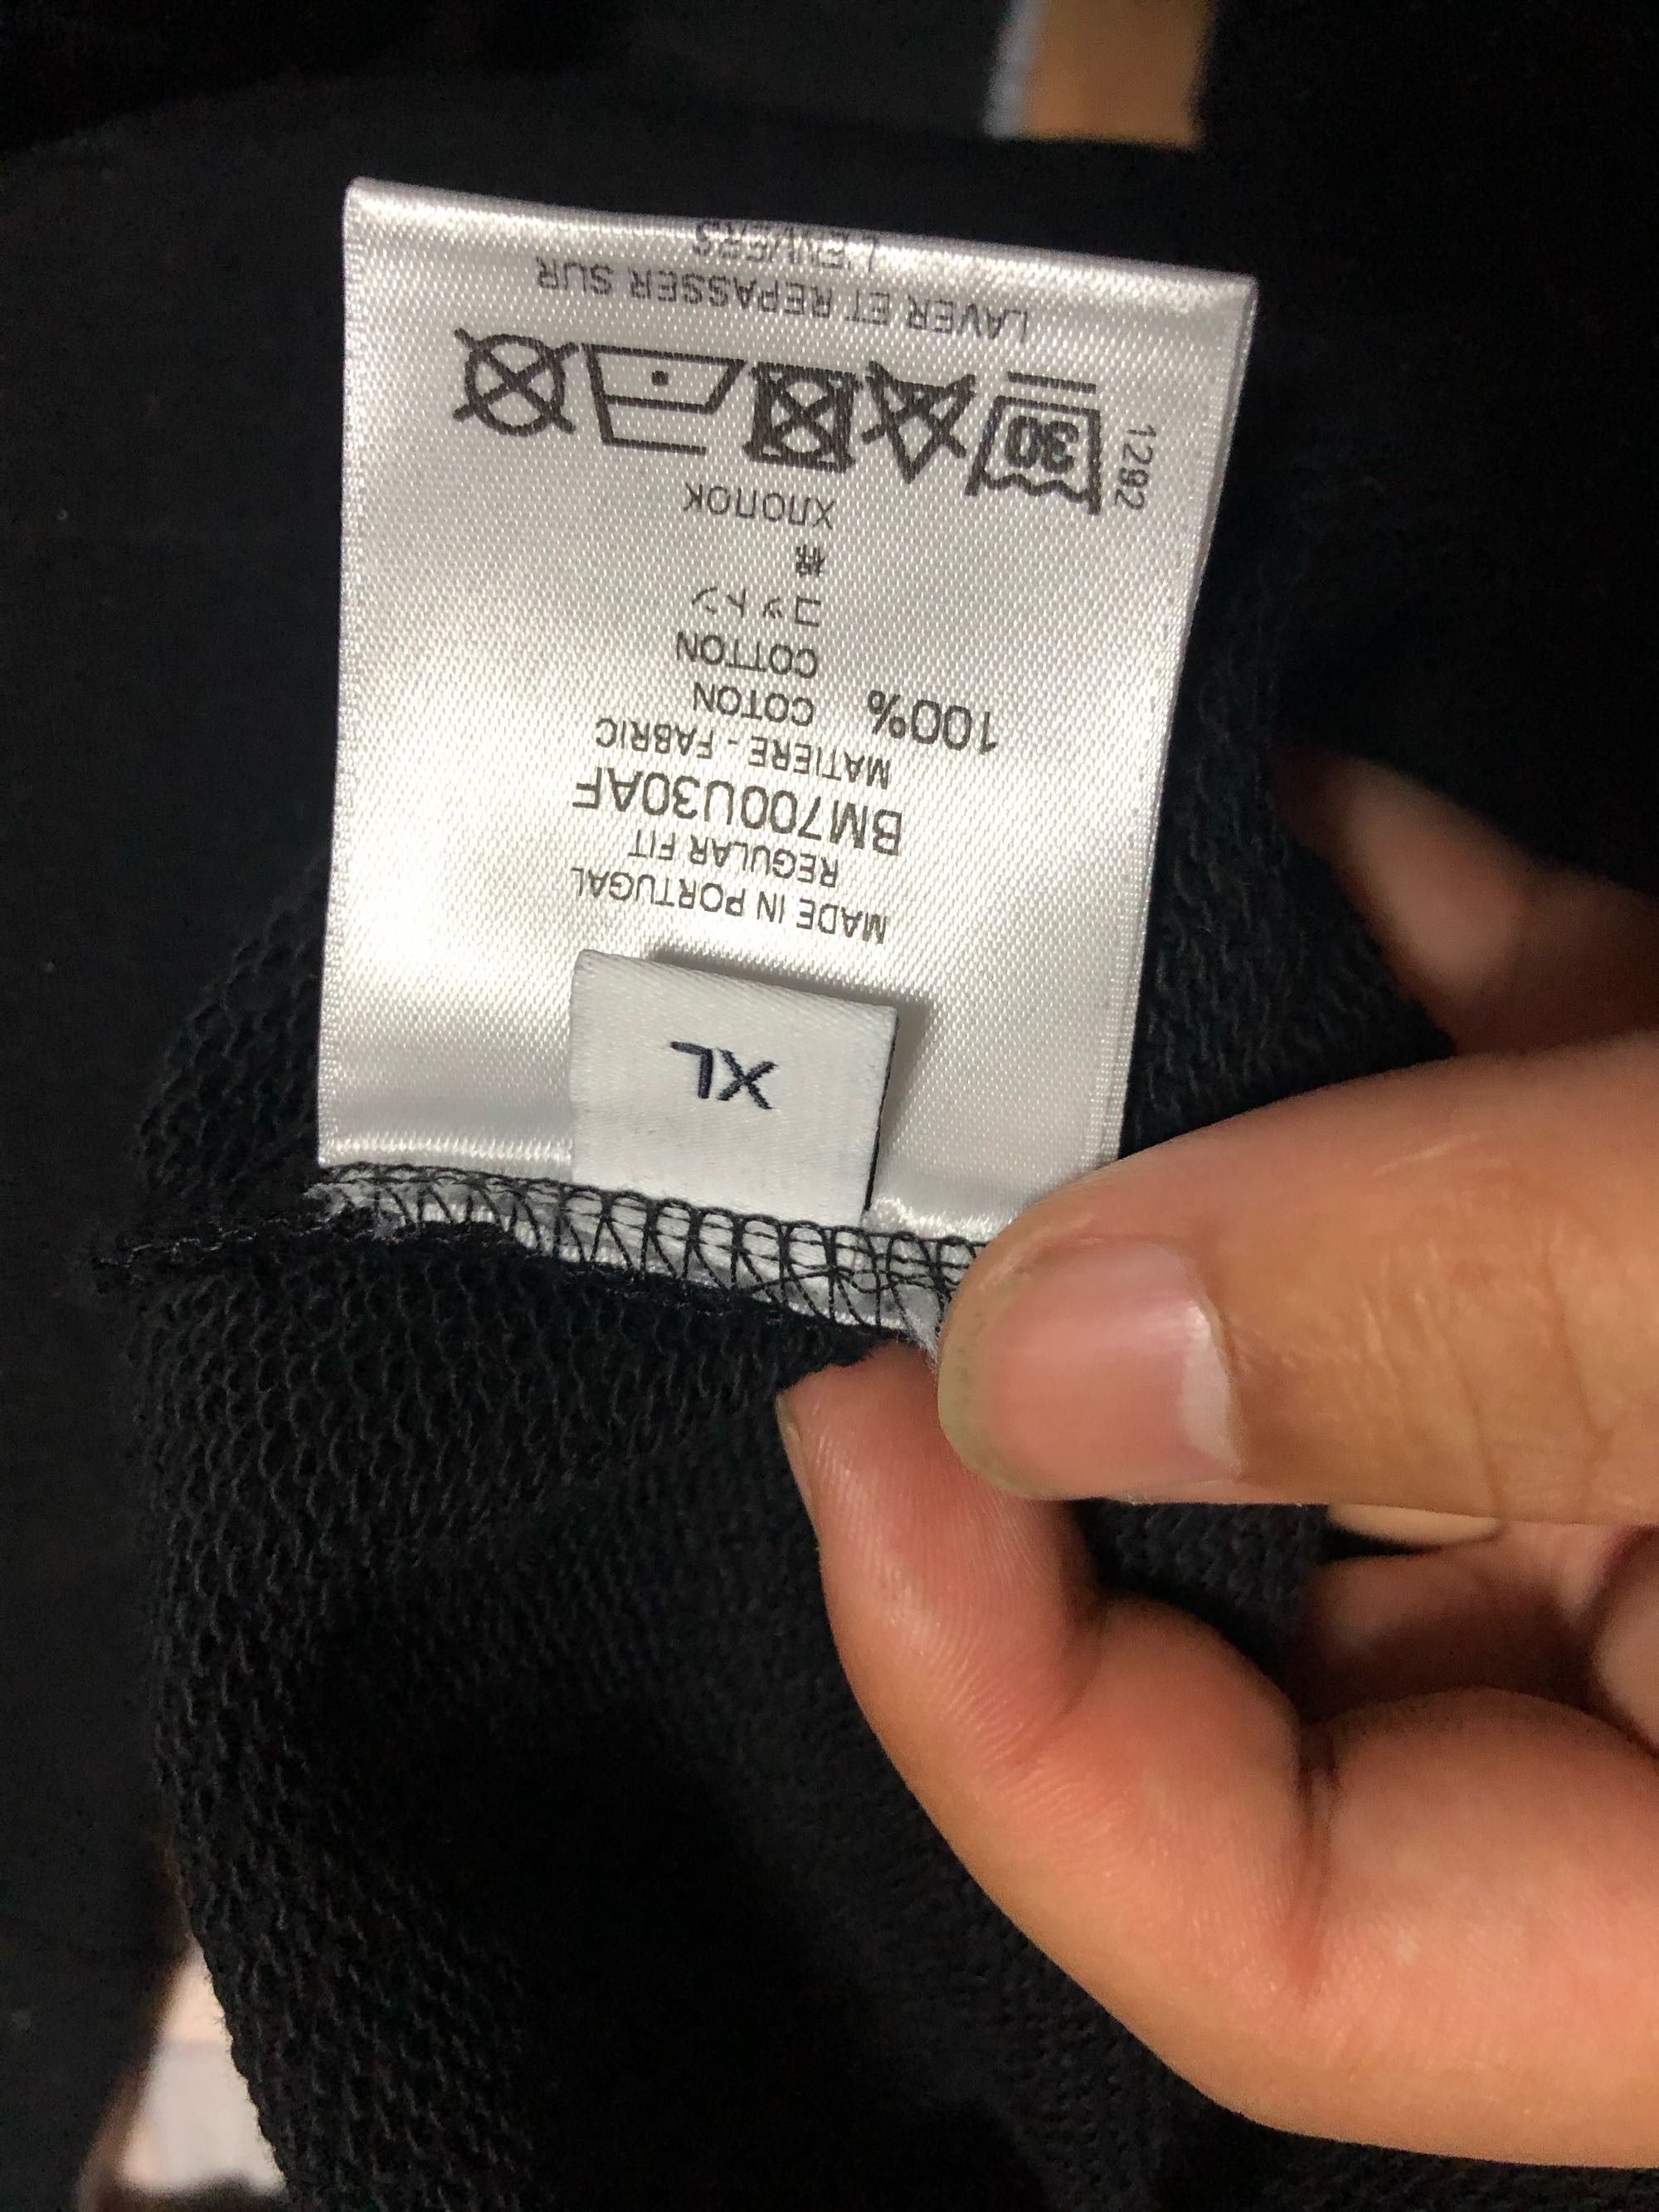 XL
MADE IN PORTUGAL
REGULAR FIT
BM700U30AF
MATIERE - FABRIC
100% COTON
COTTON
コットン
棉
ХЛОПОК
1292
30
LAVER ET REPASSER SUR
L'ENVERS